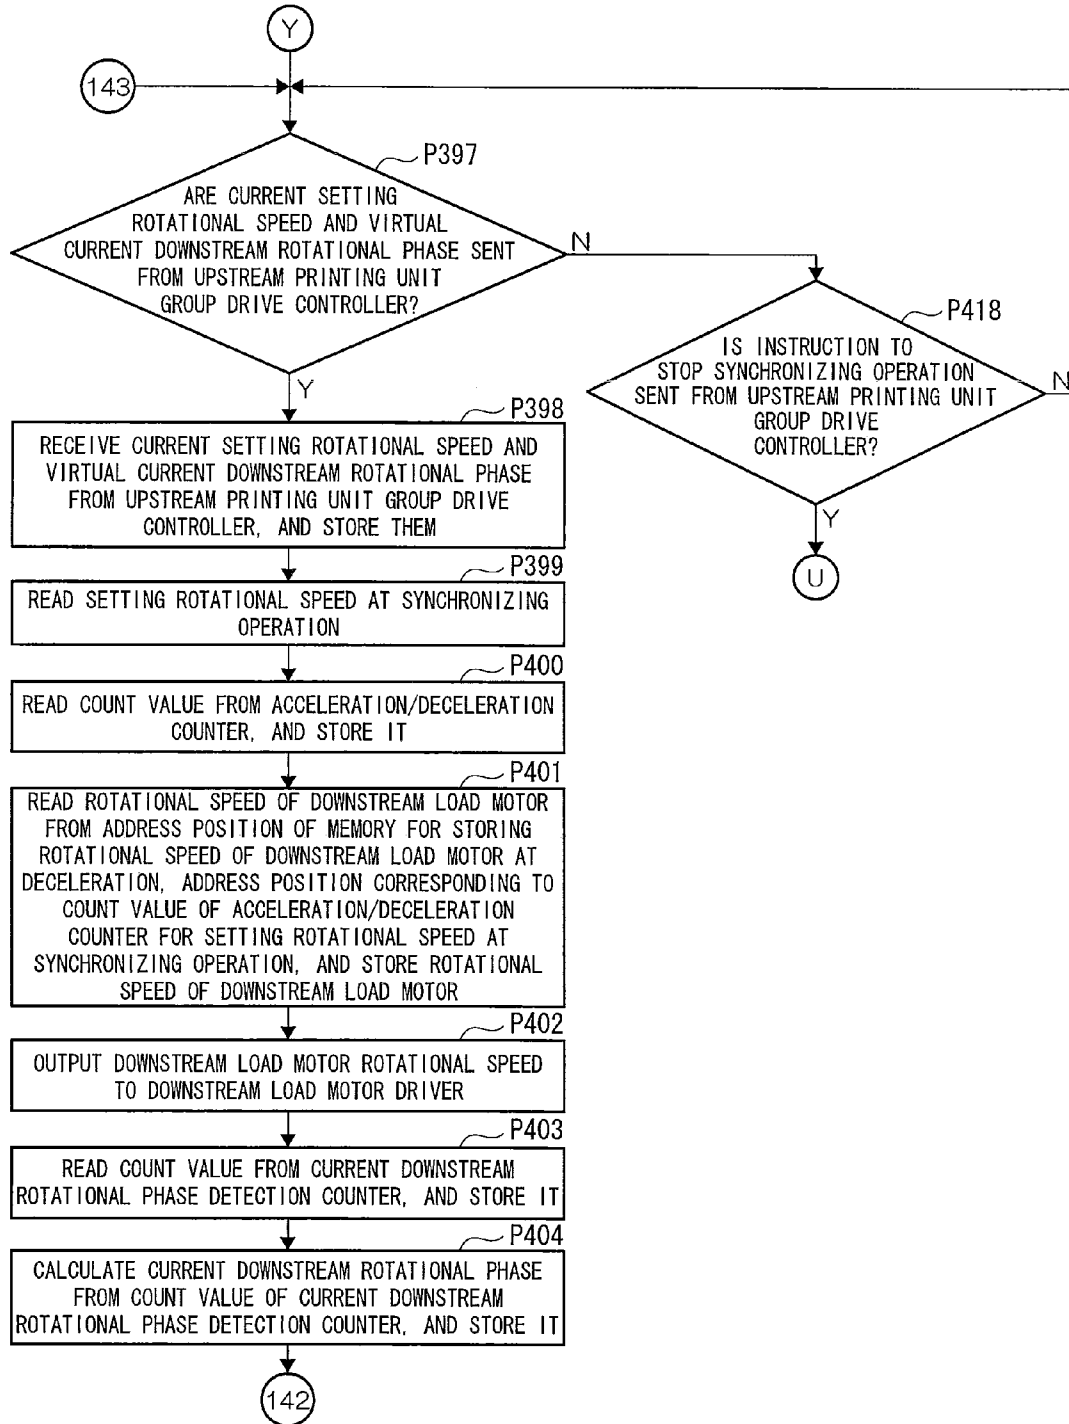 Y
143
P397
ARE CURRENT SETTING
ROTATIONAL SPEED AND VIRTUAL
CURRENT DOWNSTREAM ROTATIONAL PHASE SENT
FROM UPSTREAM PRINTING UNIT
GROUP DRIVE CONTROLLER?
N
Y
P418
IS INSTRUCTION TO
STOP SYNCHRONIZING OPERATION
SENT FROM UPSTREAM PRINTING UNIT
GROUP DRIVE
CONTROLLER?
N
Y
U
P398
RECEIVE CURRENT SETTING ROTATIONAL SPEED AND
VIRTUAL CURRENT DOWNSTREAM ROTATIONAL PHASE
FROM UPSTREAM PRINTING UNIT GROUP DRIVE
CONTROLLER, AND STORE THEM
P399
READ SETTING ROTATIONAL SPEED AT SYNCHRONIZING
OPERATION
P400
READ COUNT VALUE FROM ACCELERATION/DECELERATION
COUNTER, AND STORE IT
P401
READ ROTATIONAL SPEED OF DOWNSTREAM LOAD MOTOR
FROM ADDRESS POSITION OF MEMORY FOR STORING
ROTATIONAL SPEED OF DOWNSTREAM LOAD MOTOR AT
DECELERATION, ADDRESS POSITION CORRESPONDING TO
COUNT VALUE OF ACCELERATION/DECELERATION
COUNTER FOR SETTING ROTATIONAL SPEED AT
SYNCHRONIZING OPERATION, AND STORE ROTATIONAL
SPEED OF DOWNSTREAM LOAD MOTOR
P402
OUTPUT DOWNSTREAM LOAD MOTOR ROTATIONAL SPEED
TO DOWNSTREAM LOAD MOTOR DRIVER
P403
READ COUNT VALUE FROM CURRENT DOWNSTREAM
ROTATIONAL PHASE DETECTION COUNTER, AND STORE IT
P404
CALCULATE CURRENT DOWNSTREAM ROTATIONAL PHASE
FROM COUNT VALUE OF CURRENT DOWNSTREAM
ROTATIONAL PHASE DETECTION COUNTER, AND STORE IT
142